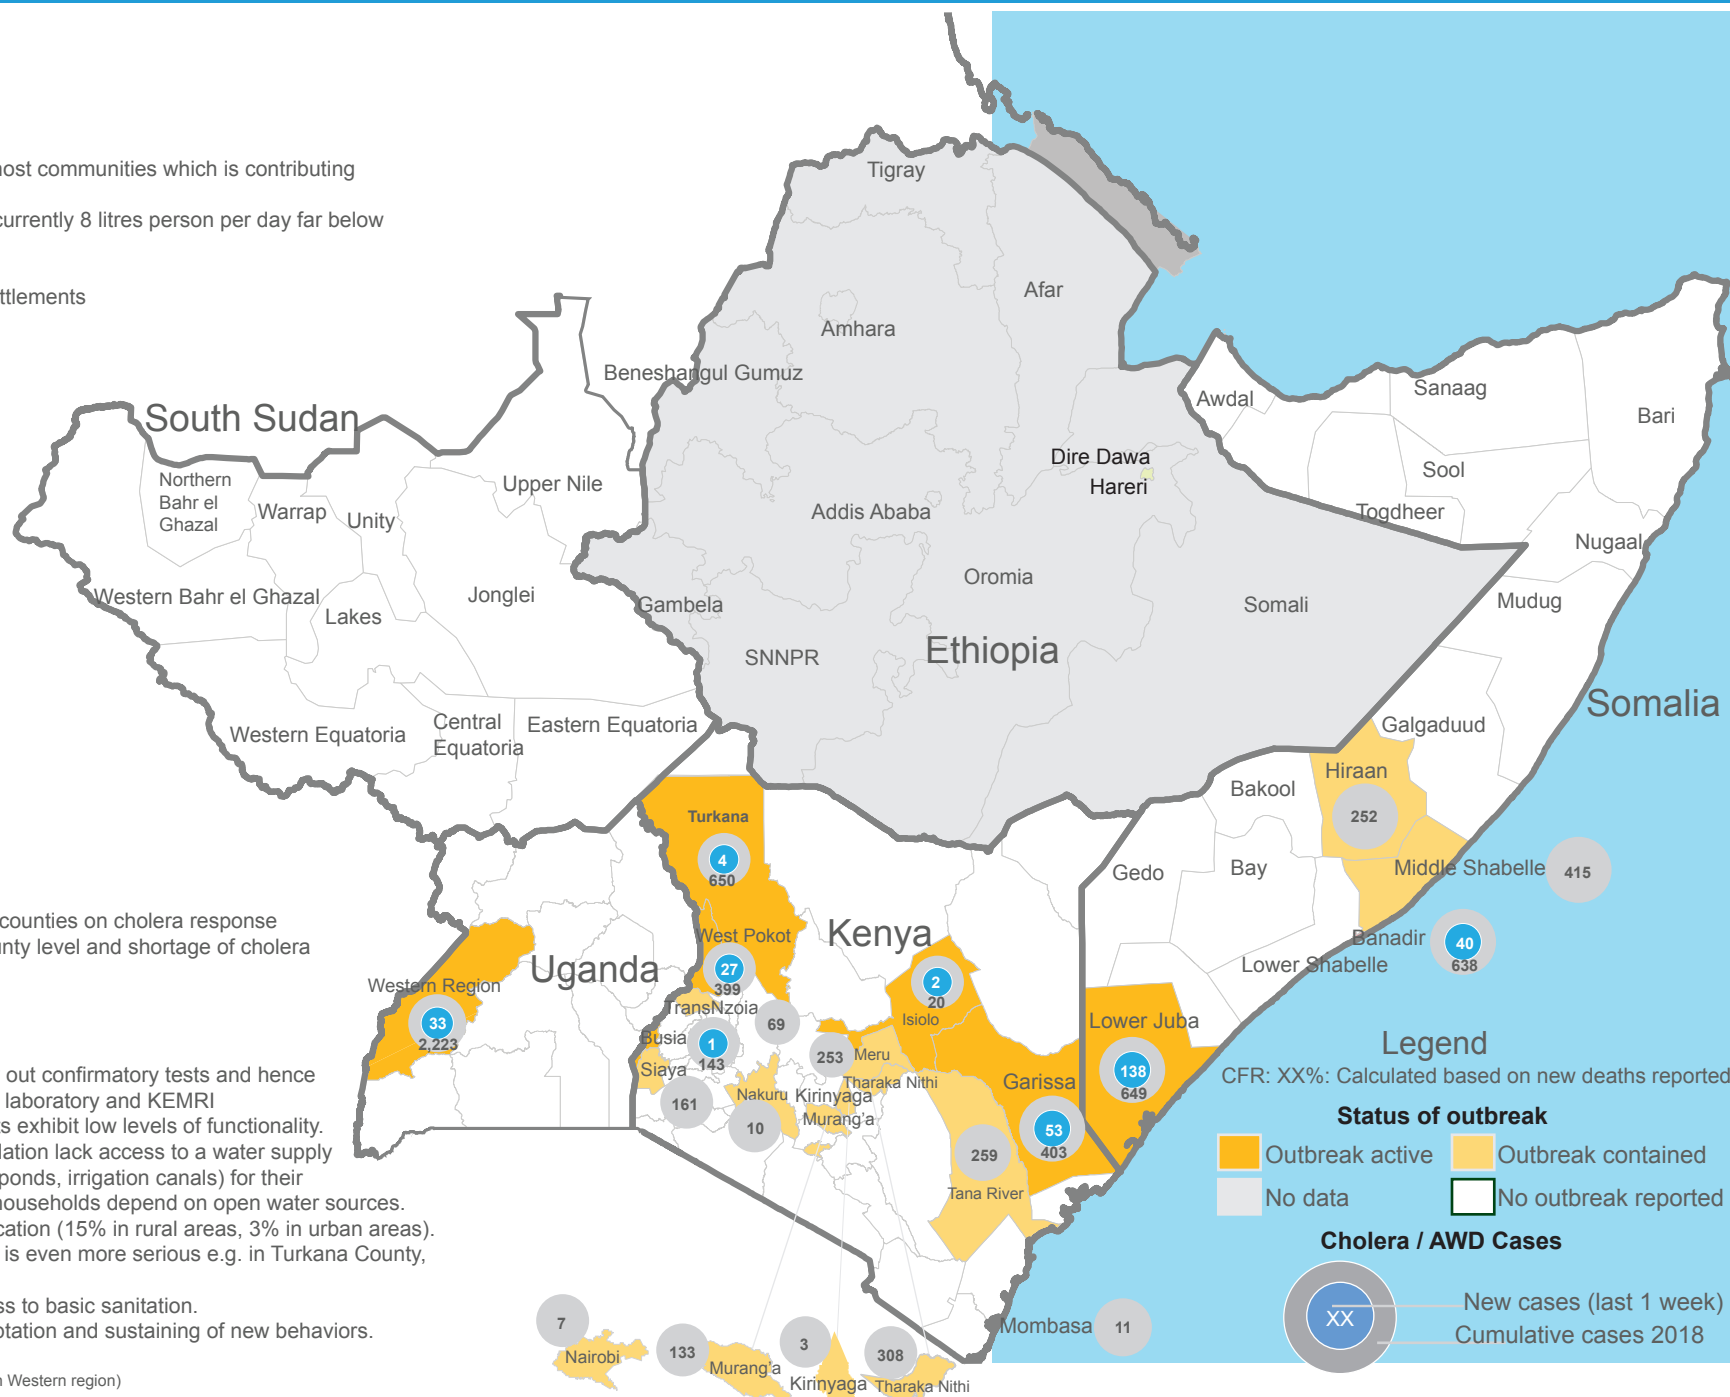 ost communities which is contributing
currently 8 litres person per day far below
ttlements
counties on cholera response
nty level and shortage of cholera
out confirmatory tests and hence
laboratory and KEMRI
s exhibit low levels of functionality.
lation lack access to a water supply
ponds, irrigation canals) for their
households depend on open water sources.
cation (15% in rural areas, 3% in urban areas).
is even more serious e.g. in Turkana County,
ss to basic sanitation.
tation and sustaining of new behaviors.
n Western region)
Tigray
Afar
Amhara
Beneshangul Gumuz
Dire Dawa
Hareri
Addis Ababa
Oromia
Gambela
Somali
SNNPR
Ethiopia
South Sudan
Northern
Bahr el
Ghazal
Warrap
Unity
Upper Nile
Western Bahr el Ghazal
Lakes
Jonglei
Western Equatoria
Central
Equatoria
Eastern Equatoria
Awdal
Sanaag
Bari
Sool
Togdheer
Nugaal
Mudug
Somalia
Galgaduud
Hiraan
252
Bakool
Bay
Gedo
Middle Shabelle
415
Banadir
40
638
Lower Shabelle
Lower Juba
138
649
Uganda
Western Region
33
2,223
Kenya
Turkana
4
650
West Pokot
27
399
TransNzoia
69
Busia
1
143
Siaya
161
Nakuru
10
253
Meru
Tharaka Nithi
Kirinyaga
Murang'a
2
20
Isiolo
Garissa
53
403
259
Tana River
Mombasa
11
7
Nairobi
133
Murang'a
3
Kirinyaga
308
Tharaka Nithi
Legend
CFR: XX%: Calculated based on new deaths reported
Status of outbreak
Outbreak active
Outbreak contained
No data
No outbreak reported
Cholera / AWD Cases
XX
New cases (last 1 week)
Cumulative cases 2018